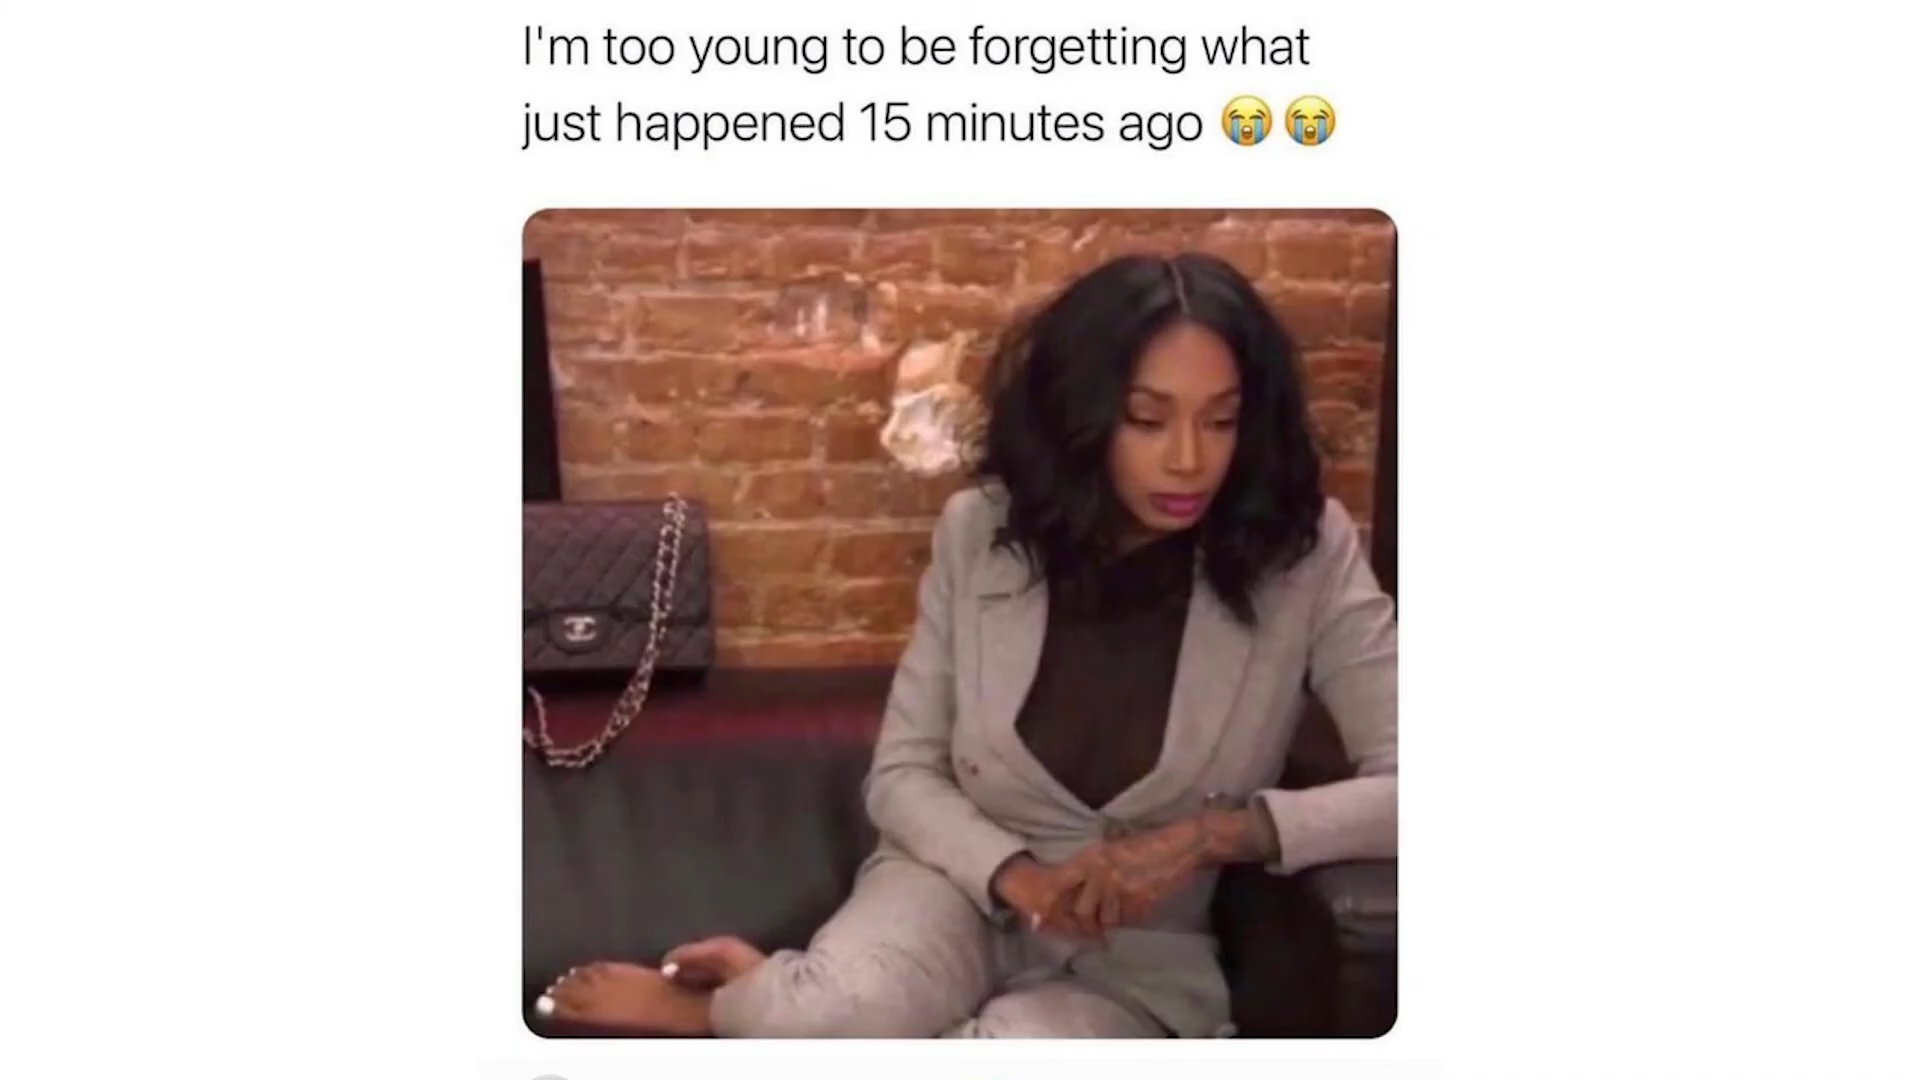 I'm too young to be forgetting what
just happened 15 minutes ago 😭😭